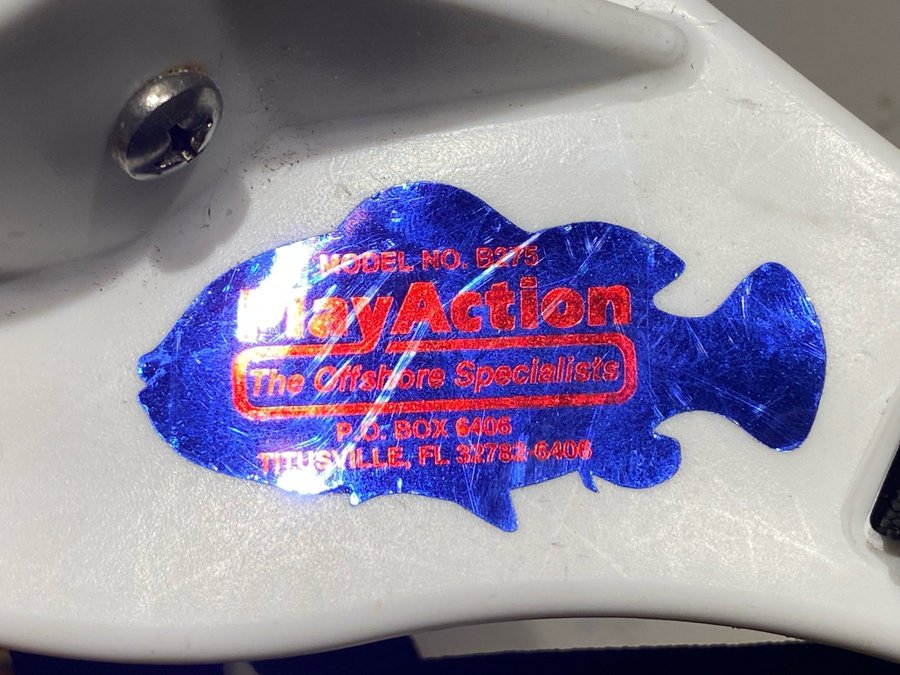 MODEL NO. B275
PlayAction
The Offshore Specialists
P.O. BOX 6406
TITUSVILLE, FL 32782-6406